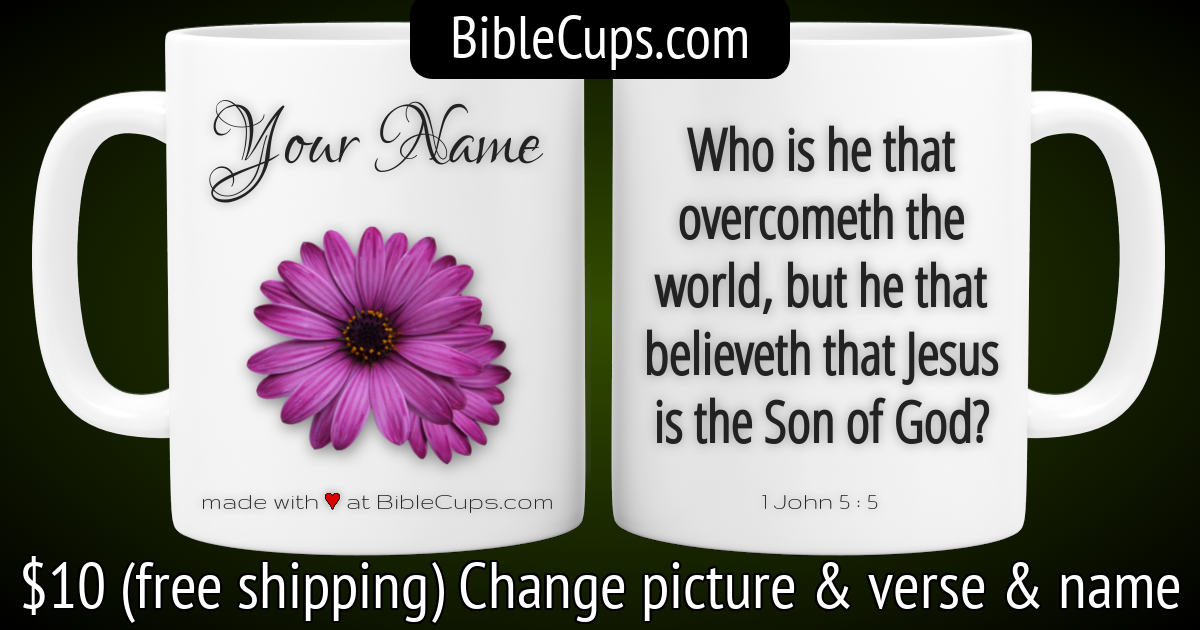 BibleCups.com
Your Name
made with ♥ at BibleCups.com
Who is he that
overcometh the
world, but he that
believeth that Jesus
is the Son of God?
1 John 5 : 5
$10 (free shipping) Change picture & verse & name